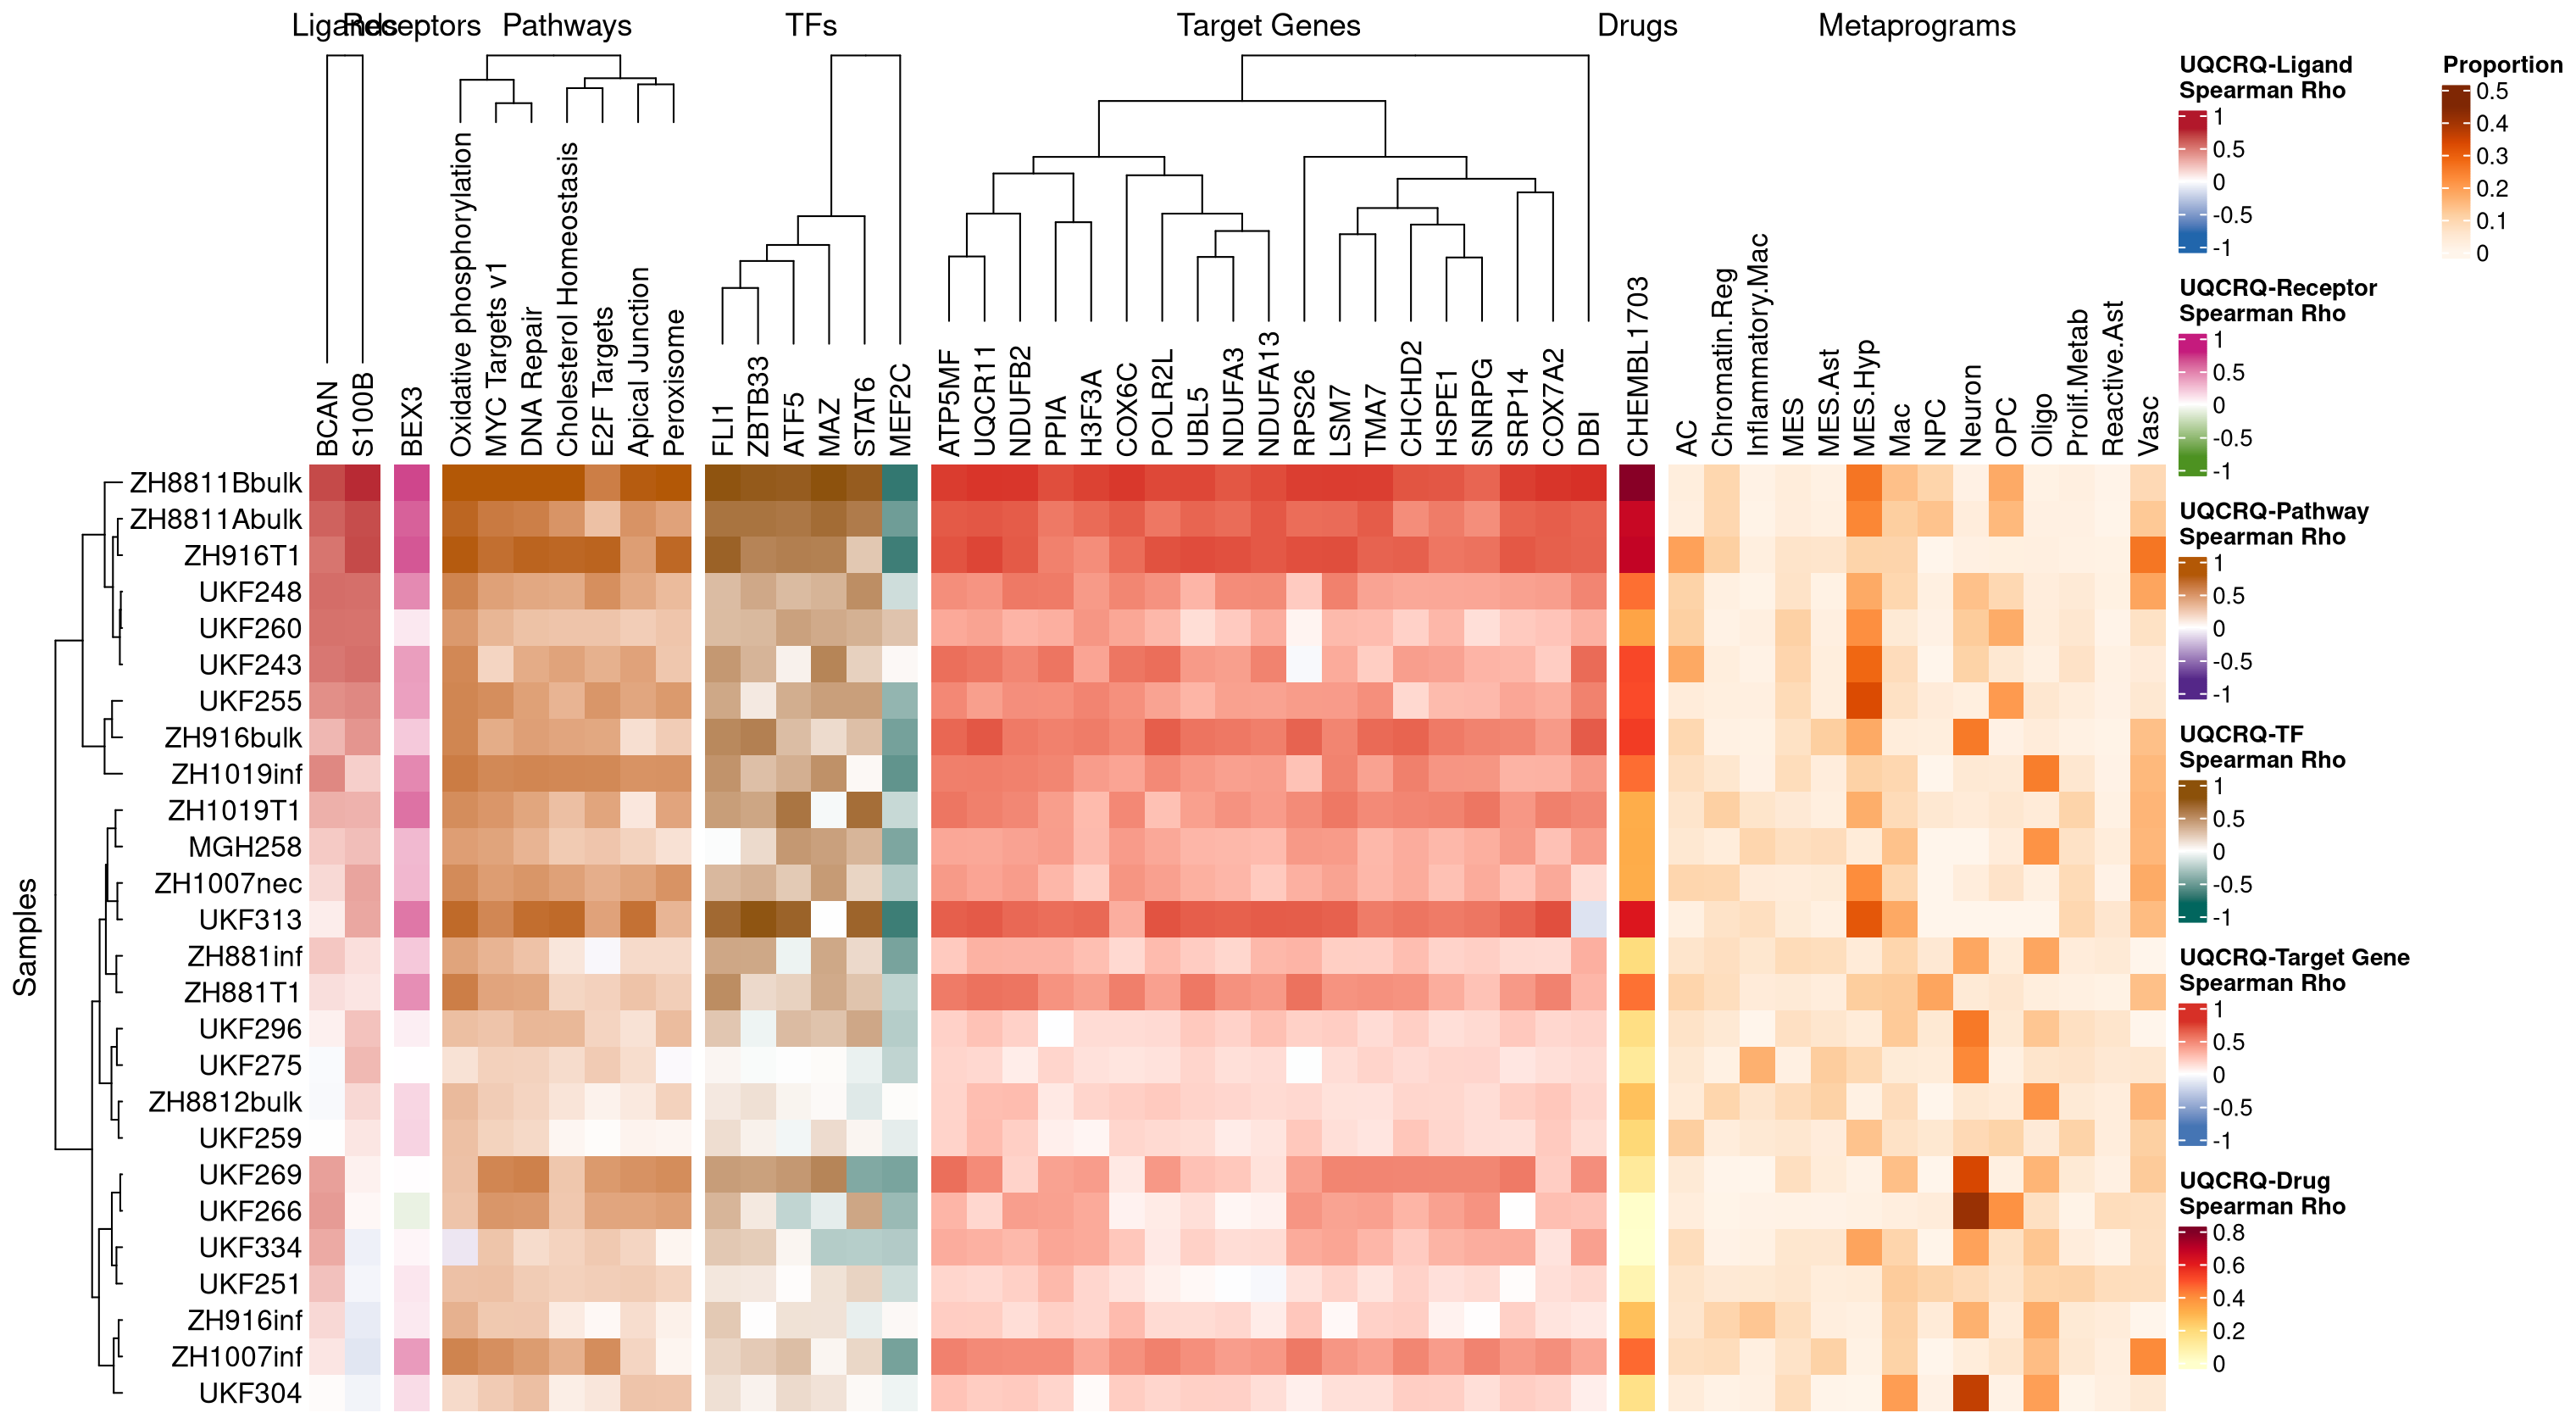 Ligands
Receptors
Pathways
TFs
Target Genes
Drugs
Metaprograms
BCAN
S100B
BEX3
Oxidative phosphorylation
MYC Targets v1
DNA Repair
Cholesterol Homeostasis
E2F Targets
Apical Junction
Peroxisome
FLI1
ZBTB33
ATF5
MAZ
STAT6
MEF2C
ATP5MF
UQCR11
NDUFB2
PPIA
H3F3A
COX6C
POLR2L
UBL5
NDUFA3
NDUFA13
RPS26
LSM7
TMA7
CHCHD2
HSPE1
SNRPG
SRP14
COX7A2
DBI
CHEMBL1703
AC
Chromatin.Reg
Inflammatory.Mac
MES
MES.Ast
MES.Hyp
Mac
NPC
Neuron
OPC
Oligo
Prolif.Metab
Reactive.Ast
Vasc
Samples
ZH8811Bbulk
ZH8811Abulk
ZH916T1
UKF248
UKF260
UKF243
UKF255
ZH916bulk
ZH1019inf
ZH1019T1
MGH258
ZH1007nec
UKF313
ZH881inf
ZH881T1
UKF296
UKF275
ZH8812bulk
UKF259
UKF269
UKF266
UKF334
UKF251
ZH916inf
ZH1007inf
UKF304
UQCRQ-Ligand
Spearman Rho
1
0.5
0
-0.5
-1
UQCRQ-Receptor
Spearman Rho
1
0.5
0
-0.5
-1
UQCRQ-Pathway
Spearman Rho
1
0.5
0
-0.5
-1
UQCRQ-TF
Spearman Rho
1
0.5
0
-0.5
-1
UQCRQ-Target Gene
Spearman Rho
1
0.5
0
-0.5
-1
UQCRQ-Drug
Spearman Rho
0.8
0.6
0.4
0.2
0
Proportion
0.5
0.4
0.3
0.2
0.1
0